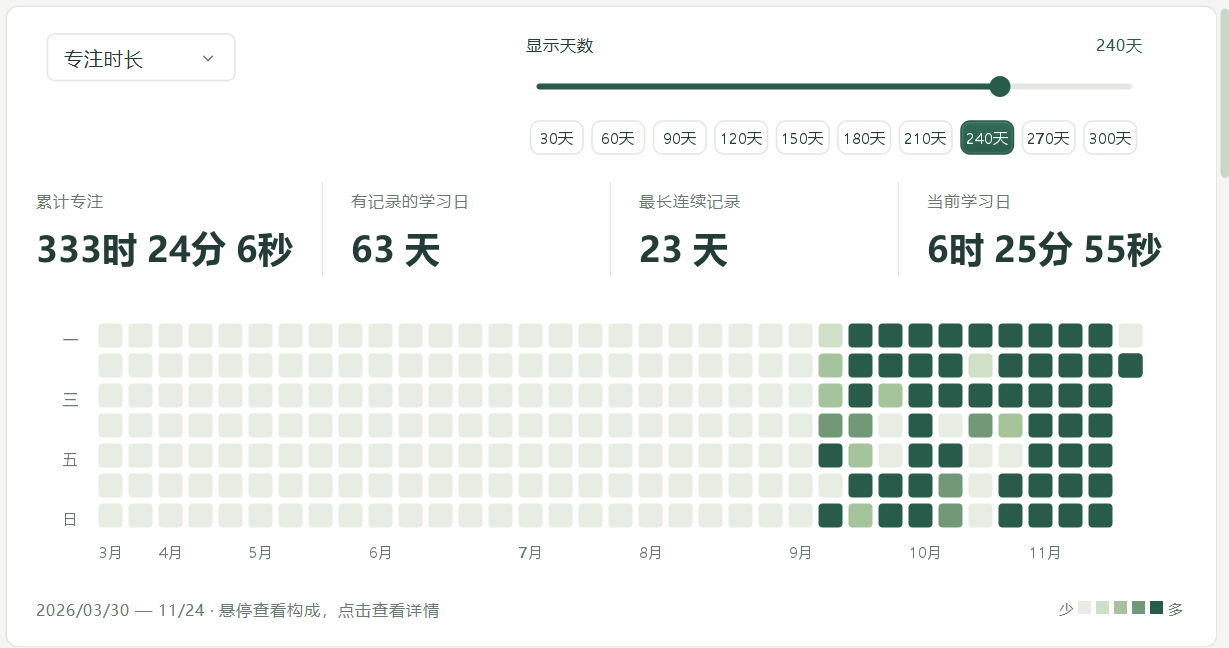 专注时长
显示天数
240天
30天 60天 90天 120天 150天 180天 210天 240天 270天 300天
累计专注
333时 24分 6秒
有记录的学习日
63 天
最长连续记录
23 天
当前学习日
6时 25分 55秒
一
三
五
日
3月 4月 5月 6月 7月 8月 9月 10月 11月
2026/03/30 — 11/24 · 悬停查看构成，点击查看详情
少 多